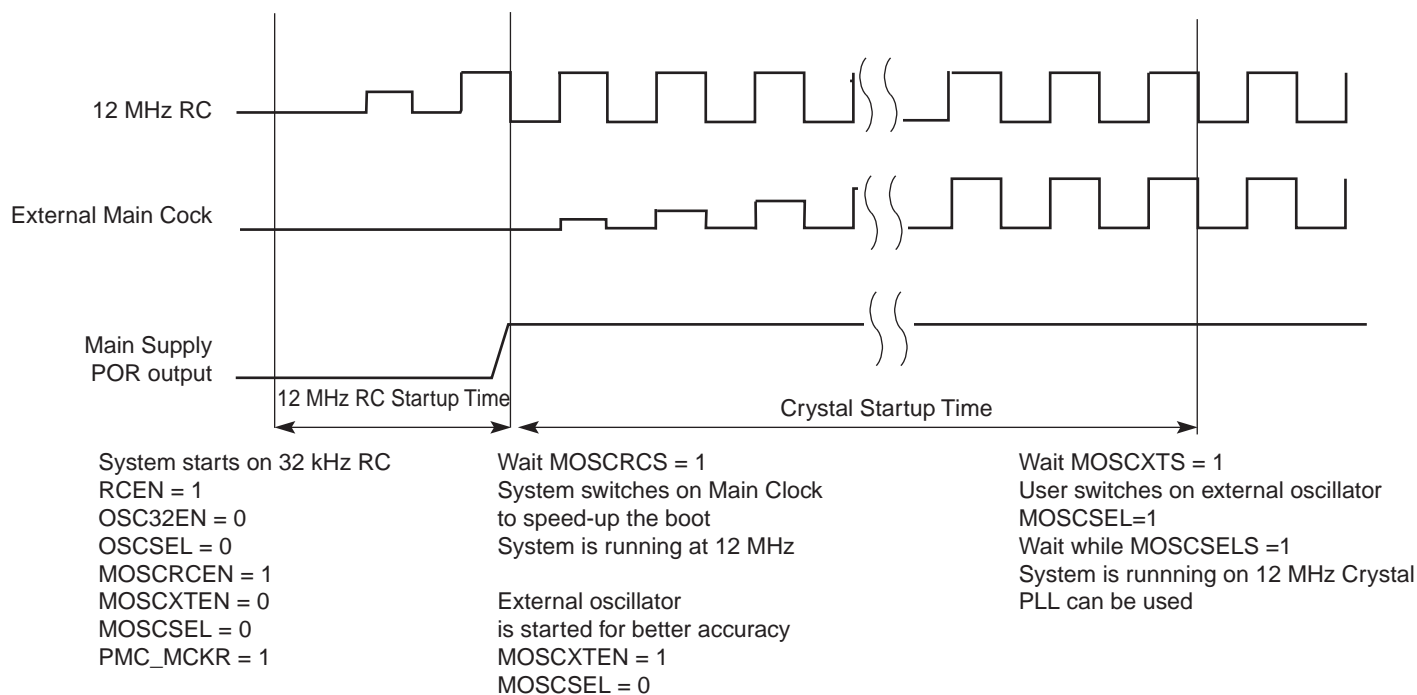 12 MHz RC
External Main Cock
Main Supply
POR output
12 MHz RC Startup Time
Crystal Startup Time
System starts on 32 kHz RC
RCEN = 1
OSC32EN = 0
OSCSEL = 0
MOSCRCEN = 1
MOSCXTEN = 0
MOSCSEL = 0
PMC_MCKR = 1
Wait MOSCRCS = 1
System switches on Main Clock
to speed-up the boot
System is running at 12 MHz
External oscillator
is started for better accuracy
MOSCXTEN = 1
MOSCSEL = 0
Wait MOSCXTS = 1
User switches on external oscillator
MOSCSEL=1
Wait while MOSCSELS =1
System is runnning on 12 MHz Crystal
PLL can be used